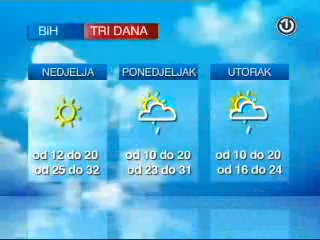 BiH TRI DANA
NEDJELJA PONEDJELJAK UTORAK
od 12 do 20 od 10 do 20 od 10 do 20
od 25 do 32 od 23 do 31 od 16 do 24